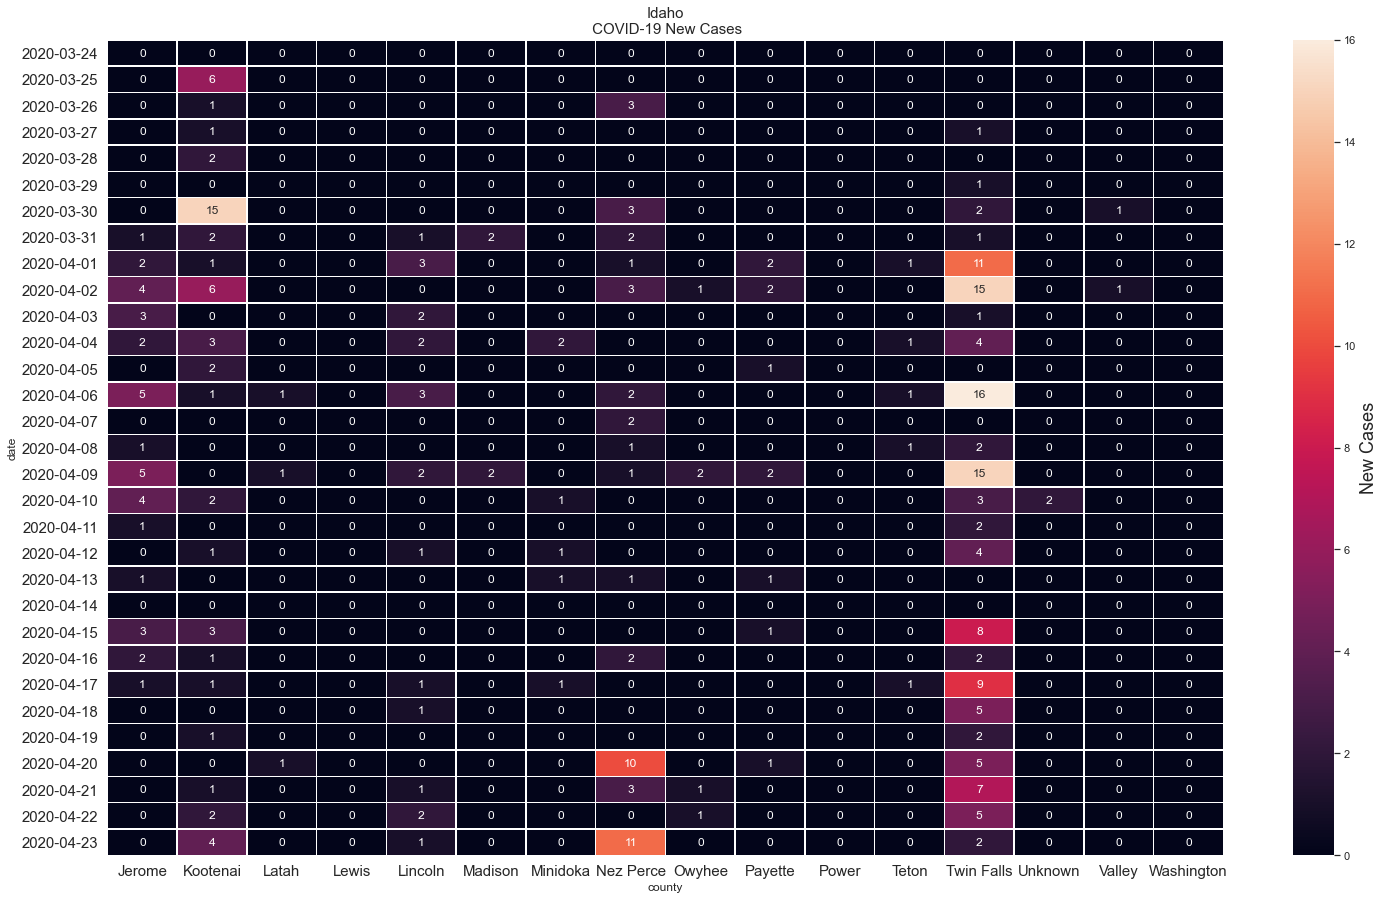 Idaho
COVID-19 New Cases
2020-03-24 0 0 0 0 0 0 0 0 0 0 0 0 0 0 0 0
2020-03-25 0 6 0 0 0 0 0 0 0 0 0 0 0 0 0 0
2020-03-26 0 1 0 0 0 0 0 3 0 0 0 0 0 0 0 0
2020-03-27 0 1 0 0 0 0 0 0 0 0 0 0 1 0 0 0
2020-03-28 0 2 0 0 0 0 0 0 0 0 0 0 0 0 0 0
2020-03-29 0 0 0 0 0 0 0 0 0 0 0 0 1 0 0 0
2020-03-30 0 15 0 0 0 0 0 3 0 0 0 0 2 0 1 0
2020-03-31 1 2 0 0 1 2 0 2 0 0 0 0 1 0 0 0
2020-04-01 2 1 0 0 3 0 0 1 0 2 0 1 11 0 0 0
2020-04-02 4 6 0 0 0 0 0 3 1 2 0 0 15 0 1 0
2020-04-03 3 0 0 0 2 0 0 0 0 0 0 0 1 0 0 0
2020-04-04 2 3 0 0 2 0 2 0 0 0 0 1 4 0 0 0
2020-04-05 0 2 0 0 0 0 0 0 0 1 0 0 0 0 0 0
2020-04-06 5 1 1 0 3 0 0 2 0 0 0 1 16 0 0 0
2020-04-07 0 0 0 0 0 0 0 2 0 0 0 0 0 0 0 0
2020-04-08 1 0 0 0 0 0 0 1 0 0 0 1 2 0 0 0
2020-04-09 5 0 1 0 2 2 0 1 2 2 0 0 15 0 0 0
2020-04-10 4 2 0 0 0 0 1 0 0 0 0 0 3 2 0 0
2020-04-11 1 0 0 0 0 0 0 0 0 0 0 0 2 0 0 0
2020-04-12 0 1 0 0 1 0 1 0 0 0 0 0 4 0 0 0
2020-04-13 1 0 0 0 0 0 1 1 0 1 0 0 0 0 0 0
2020-04-14 0 0 0 0 0 0 0 0 0 0 0 0 0 0 0 0
2020-04-15 3 3 0 0 0 0 0 0 0 1 0 0 8 0 0 0
2020-04-16 2 1 0 0 0 0 0 2 0 0 0 0 2 0 0 0
2020-04-17 1 1 0 0 1 0 1 0 0 0 0 1 9 0 0 0
2020-04-18 0 0 0 0 1 0 0 0 0 0 0 0 5 0 0 0
2020-04-19 0 1 0 0 0 0 0 0 0 0 0 0 2 0 0 0
2020-04-20 0 0 1 0 0 0 0 10 0 1 0 0 5 0 0 0
2020-04-21 0 1 0 0 1 0 0 3 1 0 0 0 7 0 0 0
2020-04-22 0 2 0 0 2 0 0 0 1 0 0 0 5 0 0 0
2020-04-23 0 4 0 0 1 0 0 11 0 0 0 0 2 0 0 0
Jerome Kootenai Latah Lewis Lincoln Madison Minidoka Nez Perce Owyhee Payette Power Teton Twin Falls Unknown Valley Washington
county
date
16
14
12
10
8
6
4
2
0
New Cases